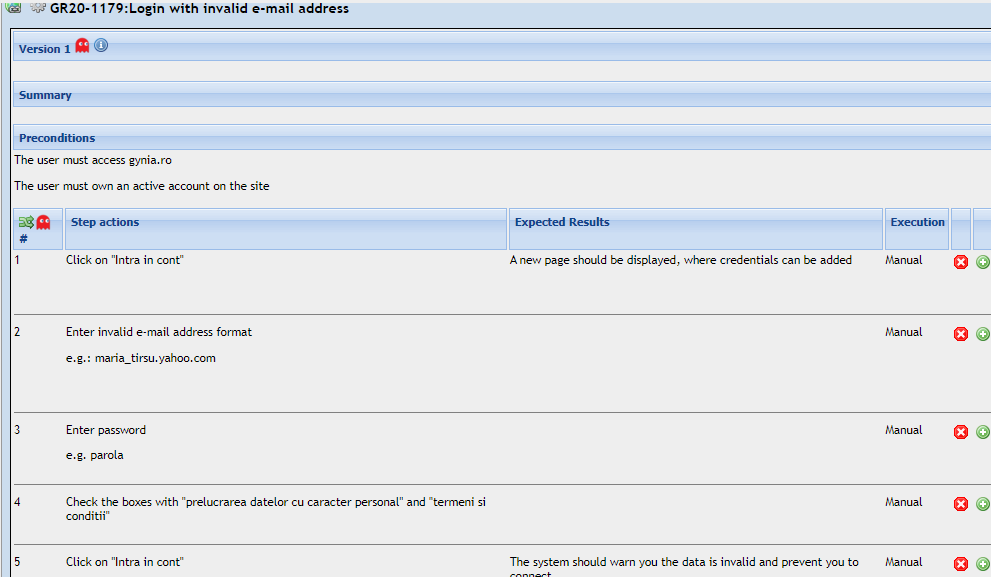 GR20-1179:Login with invalid e-mail address
Version 1
Summary
Preconditions
The user must access gynia.ro
The user must own an active account on the site
# Step actions Expected Results Execution
1 Click on "Intra in cont" A new page should be displayed, where credentials can be added Manual
2 Enter invalid e-mail address format Manual
e.g.: maria_tirsu.yahoo.com
3 Enter password Manual
e.g. parola
4 Check the boxes with "prelucrarea datelor cu caracter personal" and "termeni si Manual
conditii"
5 Click on "Intra in cont" The system should warn you the data is invalid and prevent you to Manual
connect